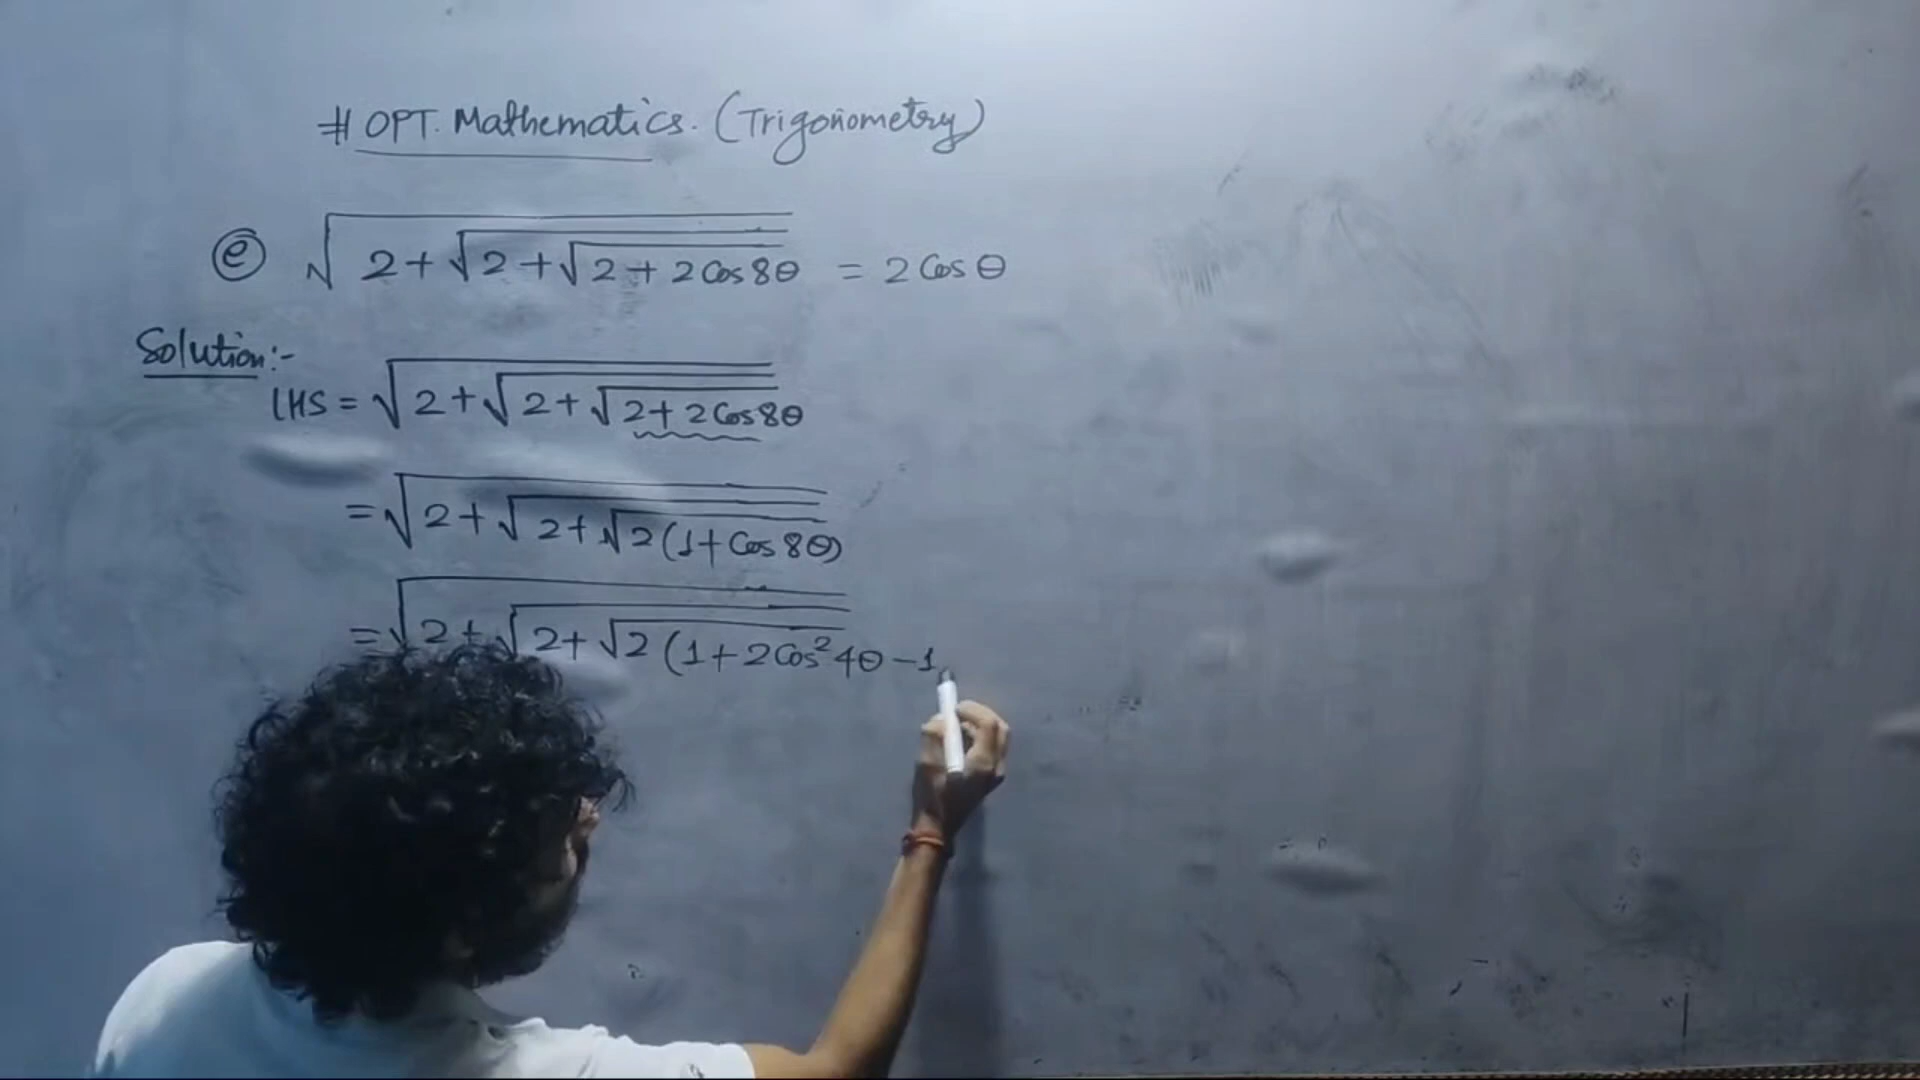 # OPT. Mathematics. (Trigonometry)
ⓔ √(2+√(2+√(2+2Cos8θ))) = 2Cosθ
Solution:-
LHS = √(2+√(2+√(2+2Cos8θ)))
= √(2+√(2+√(2(1+Cos8θ))))
= √(2+√(2+√(2(1+2Cos²4θ-1